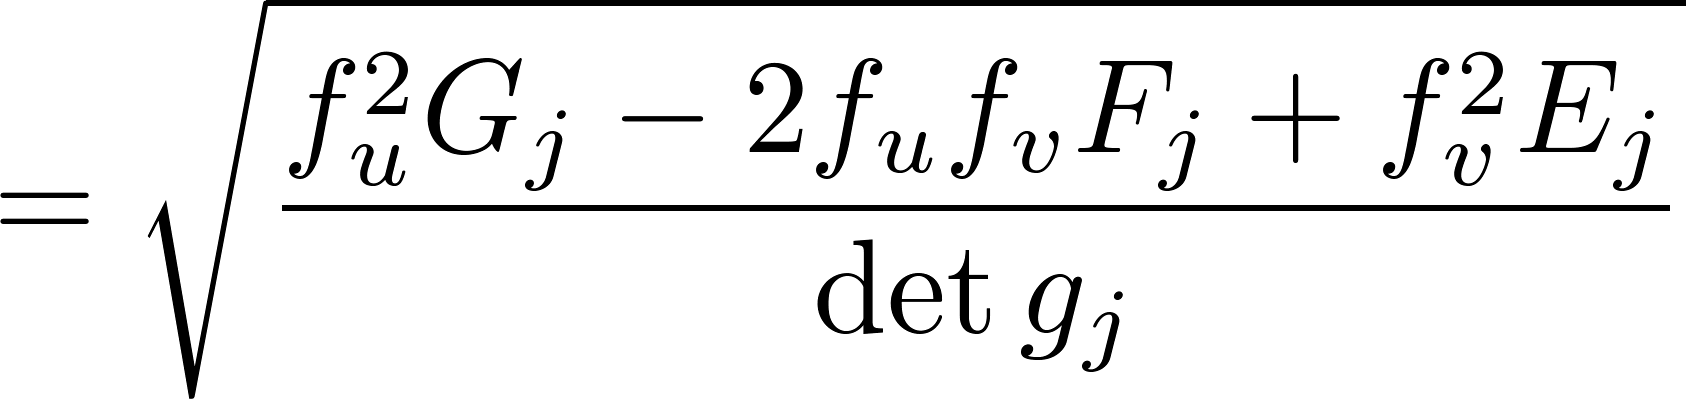 $= \sqrt{\frac{f_u^2 G_j - 2 f_u f_v F_j + f_v^2 E_j}{\det g_j}}$